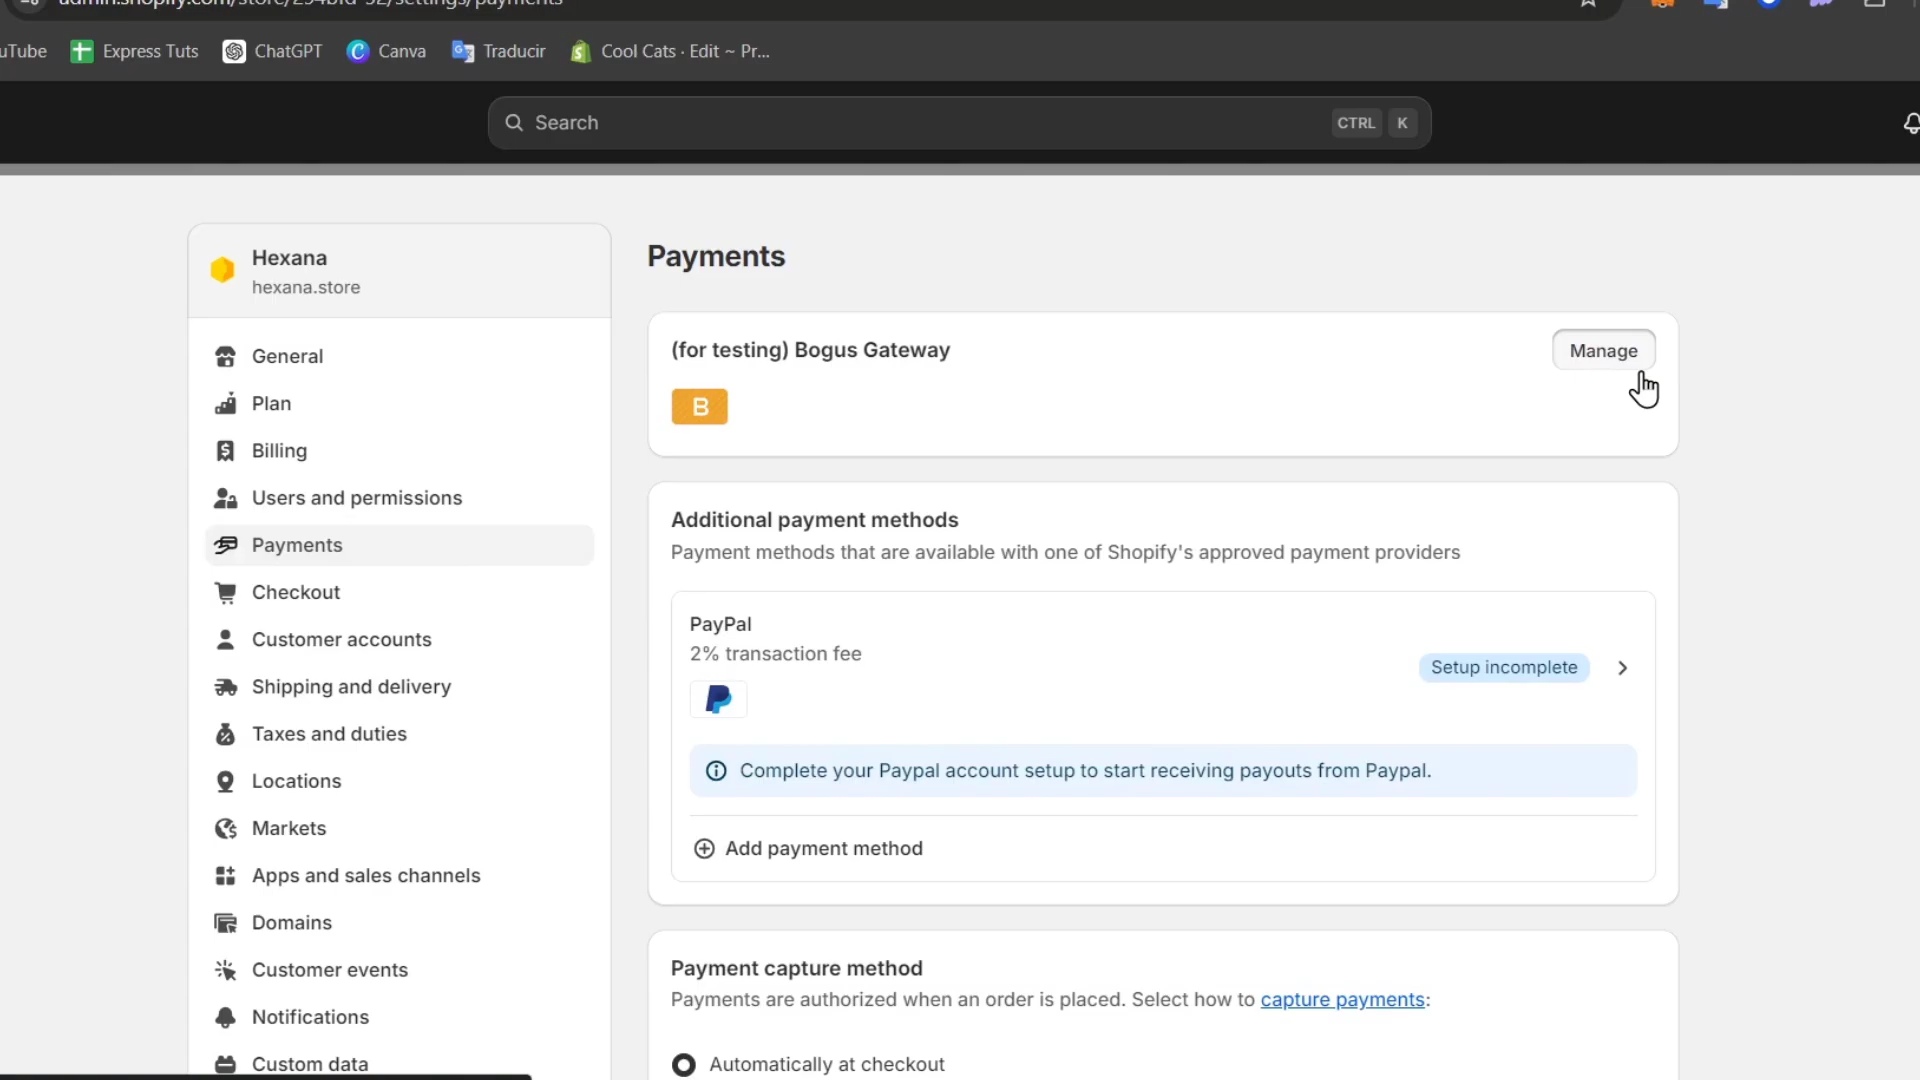 uTube
Express Tuts
ChatGPT
Canva
Traducir
Cool Cats · Edit ~ Pr...
Search
CTRL K
Hexana
hexana.store
General
Plan
Billing
Users and permissions
Payments
Checkout
Customer accounts
Shipping and delivery
Taxes and duties
Locations
Markets
Apps and sales channels
Domains
Customer events
Notifications
Custom data
Payments
(for testing) Bogus Gateway
Manage
B
Additional payment methods
Payment methods that are available with one of Shopify's approved payment providers
PayPal
2% transaction fee
Setup incomplete
Complete your Paypal account setup to start receiving payouts from Paypal.
Add payment method
Payment capture method
Payments are authorized when an order is placed. Select how to capture payments:
Automatically at checkout